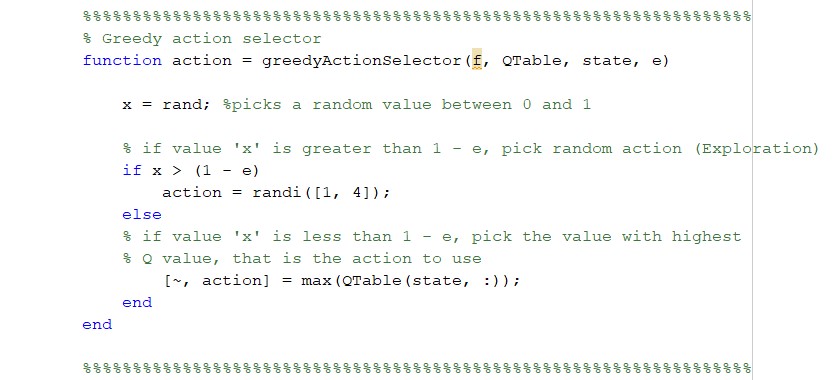 %%%%%%%%%%%%%%%%%%%%%%%%%%%%%%%%%%%%%%%%%%%%%%%%%%%%%%%%%%%%%%%%%%%
% Greedy action selector
function action = greedyActionSelector(f, QTable, state, e)
x = rand; %picks a random value between 0 and 1
% if value 'x' is greater than 1 - e, pick random action (Exploration)
if x > (1 - e)
action = randi([1, 4]);
else
% if value 'x' is less than 1 - e, pick the value with highest
% Q value, that is the action to use
[~, action] = max(QTable(state, :));
end
end
%%%%%%%%%%%%%%%%%%%%%%%%%%%%%%%%%%%%%%%%%%%%%%%%%%%%%%%%%%%%%%%%%%%